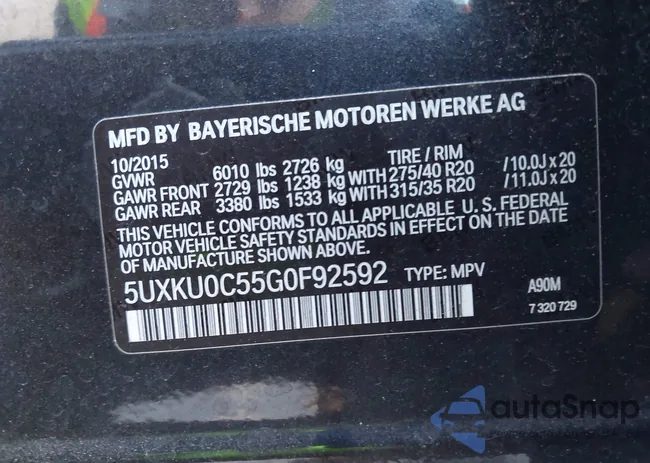 MFD BY BAYERISCHE MOTOREN WERKE AG
10/2015 TIRE / RIM
GVWR 6010 lbs 2726 kg
GAWR FRONT 2729 lbs 1238 kg WITH 275/40 R20 /10.0J x 20
GAWR REAR 3380 lbs 1533 kg WITH 315/35 R20 /11.0J x 20
THIS VEHICLE CONFORMS TO ALL APPLICABLE U. S. FEDERAL
MOTOR VEHICLE SAFETY STANDARDS IN EFFECT ON THE DATE
OF MANUFACTURE SHOWN ABOVE.
5UXKU0C55G0F92592 TYPE: MPV A90M
7 320 729
autoSnap